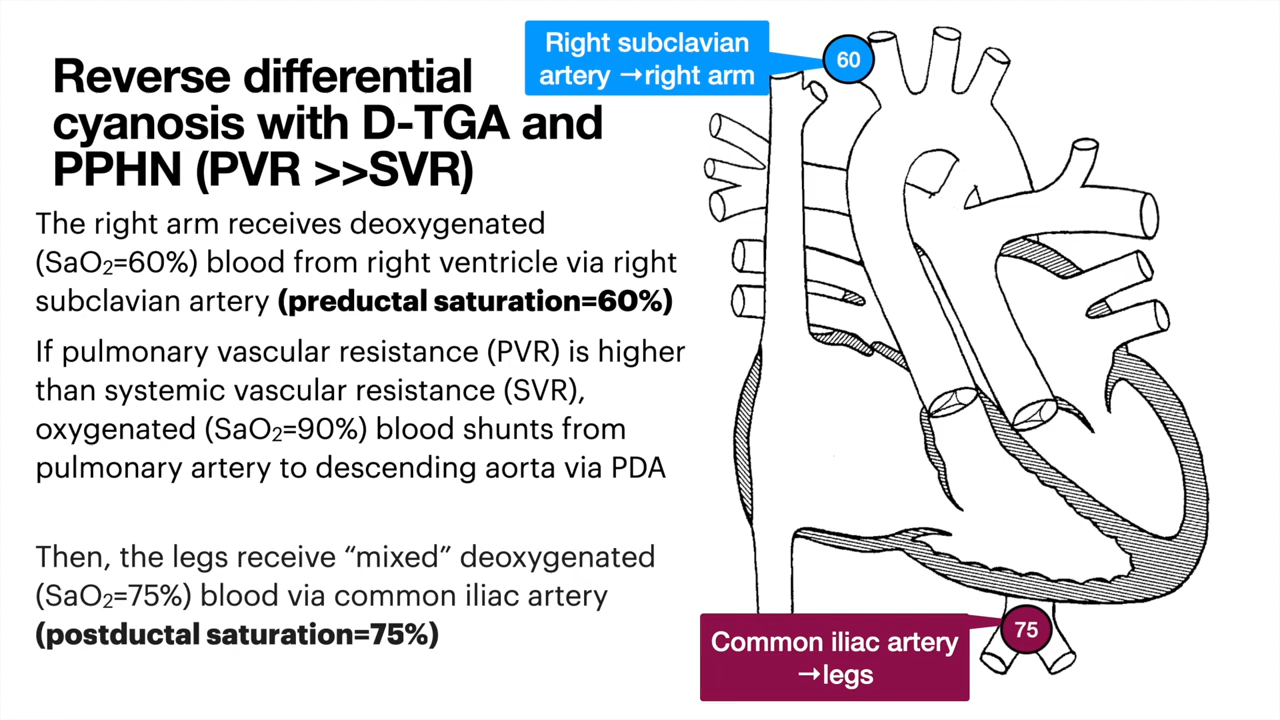 Reverse differential
cyanosis with D-TGA and
PPHN (PVR >>SVR)
The right arm receives deoxygenated
(SaO₂=60%) blood from right ventricle via right
subclavian artery (preductal saturation=60%)
If pulmonary vascular resistance (PVR) is higher
than systemic vascular resistance (SVR),
oxygenated (SaO₂=90%) blood shunts from
pulmonary artery to descending aorta via PDA
Then, the legs receive “mixed” deoxygenated
(SaO₂=75%) blood via common iliac artery
(postductal saturation=75%)
Right subclavian
artery →right arm
60
Common iliac artery
→legs
75